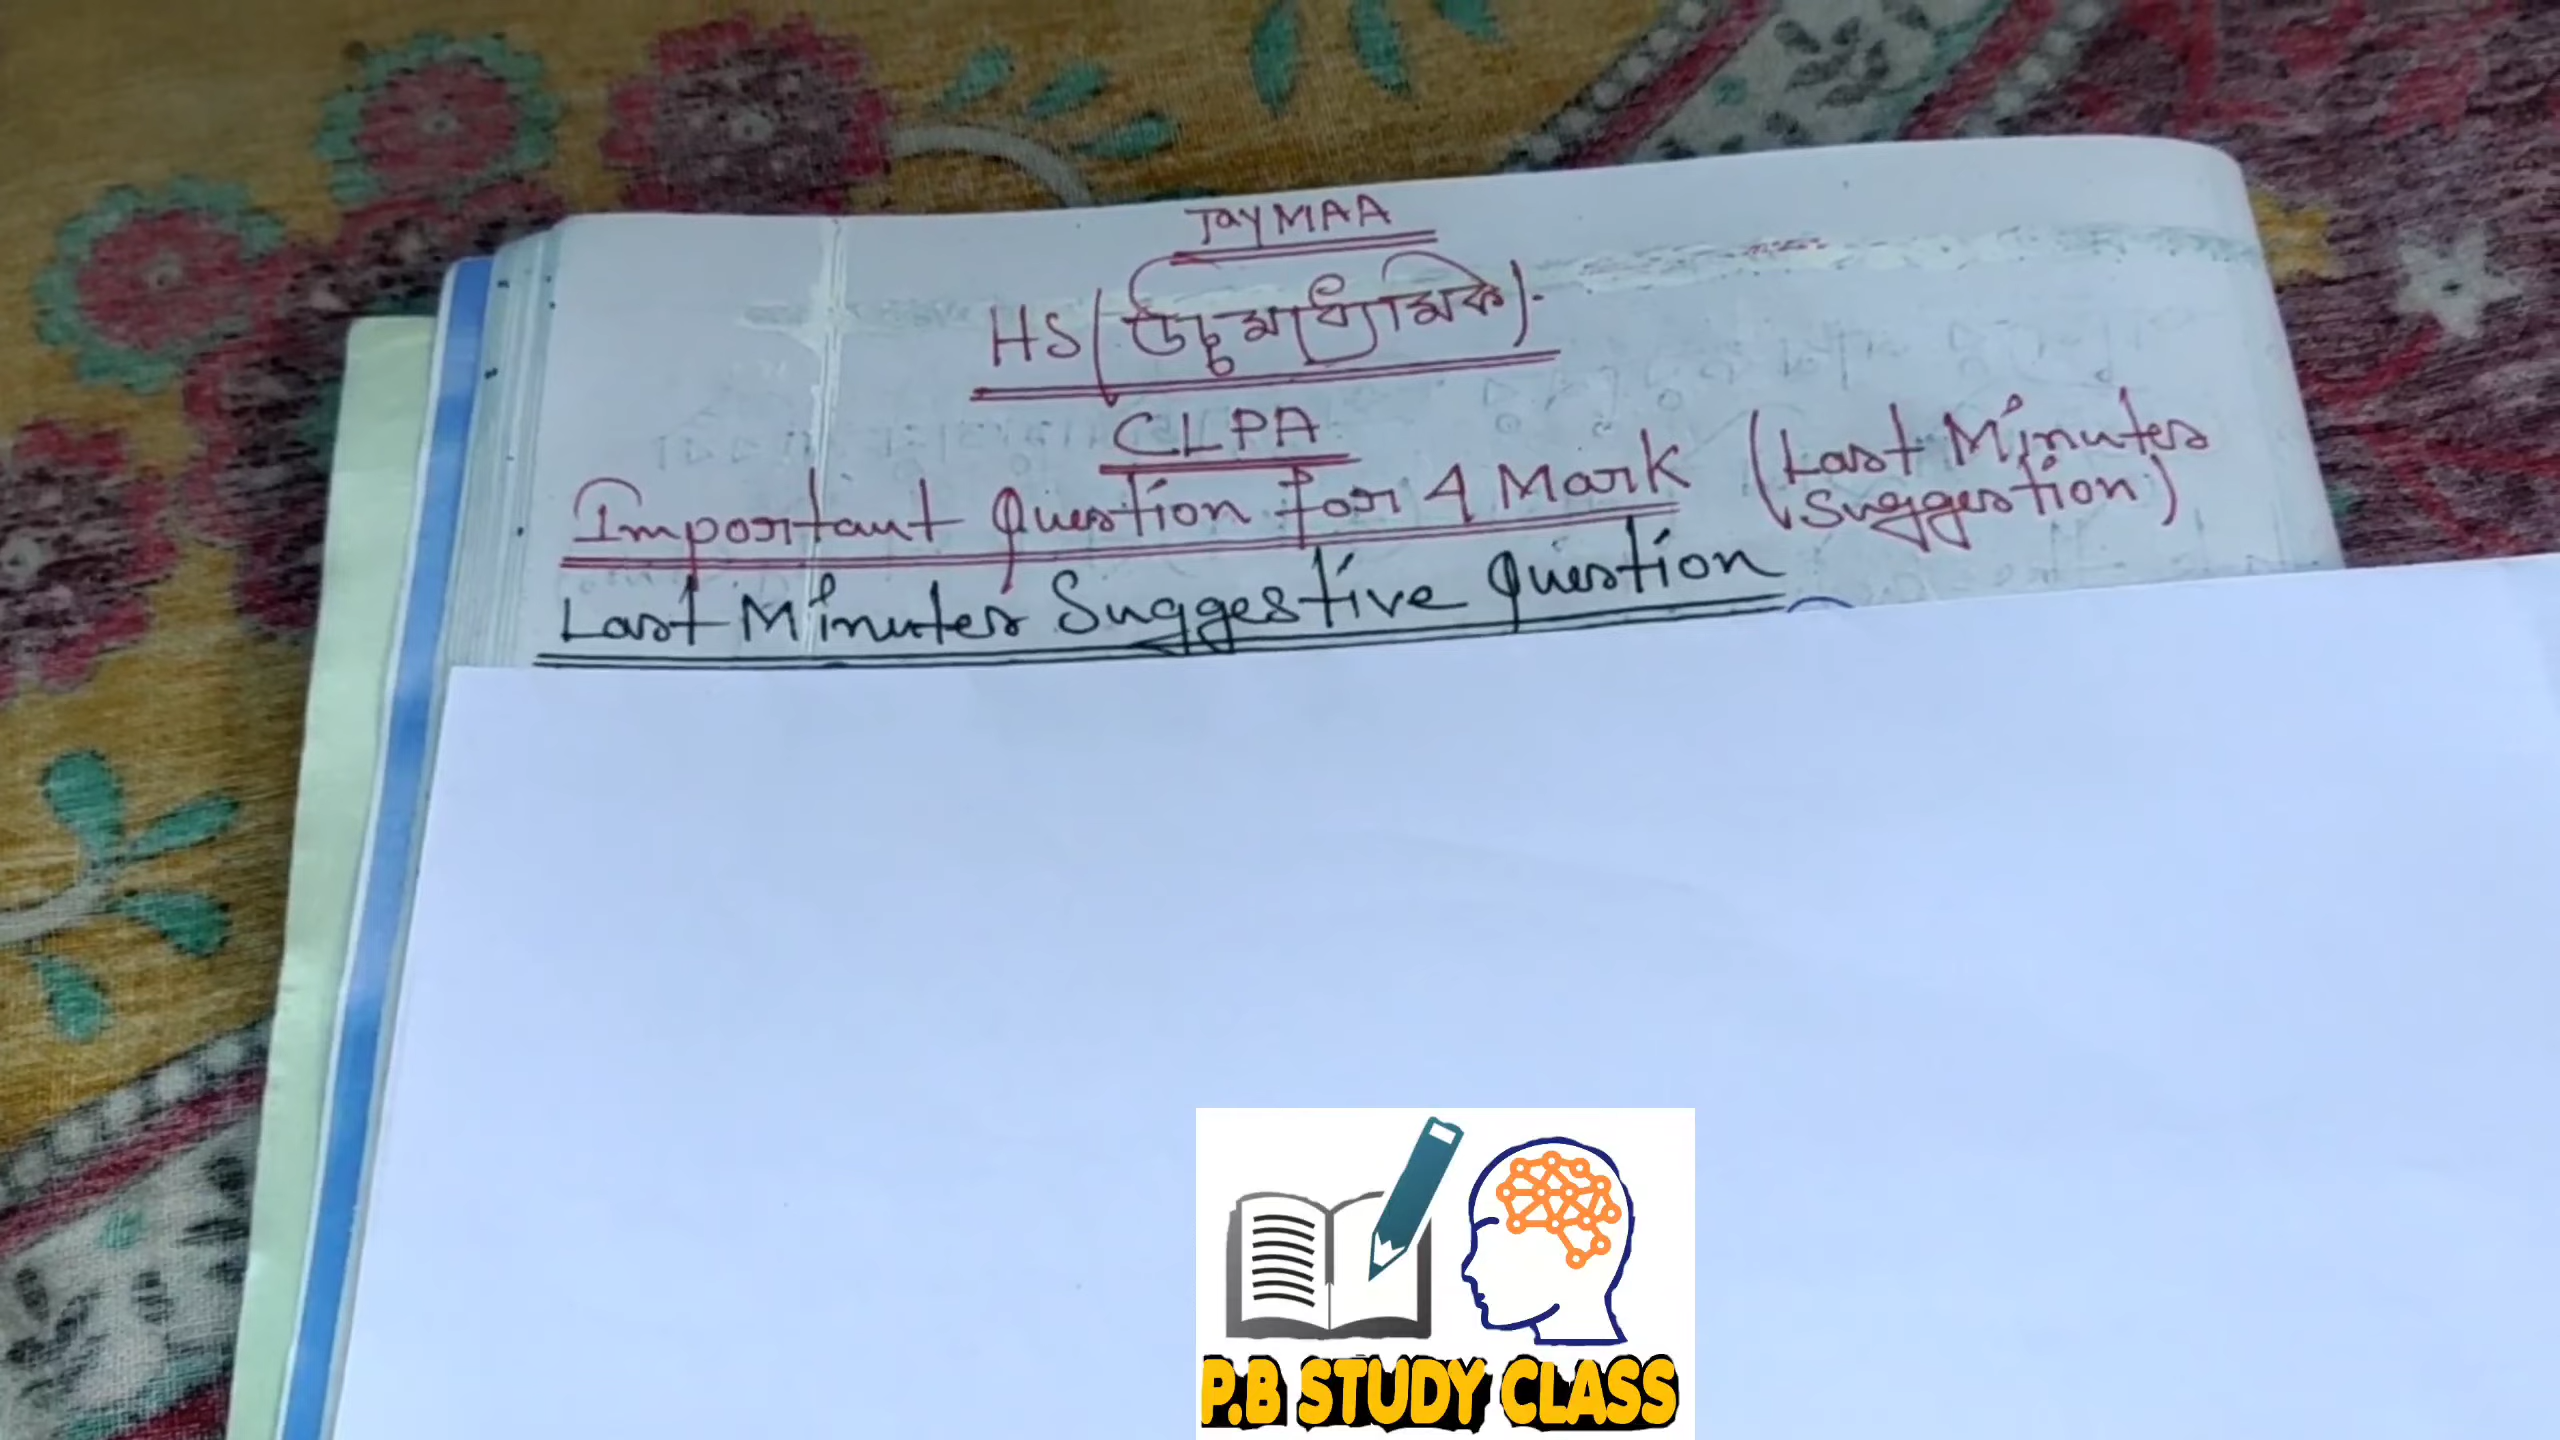 Jay MAA
HS (উচ্চমাধ্যমিক).
CLPA
Important Question for 4 Mark (Last Minutes Suggestion)
Last Minutes Suggestive Question
P.B STUDY CLASS